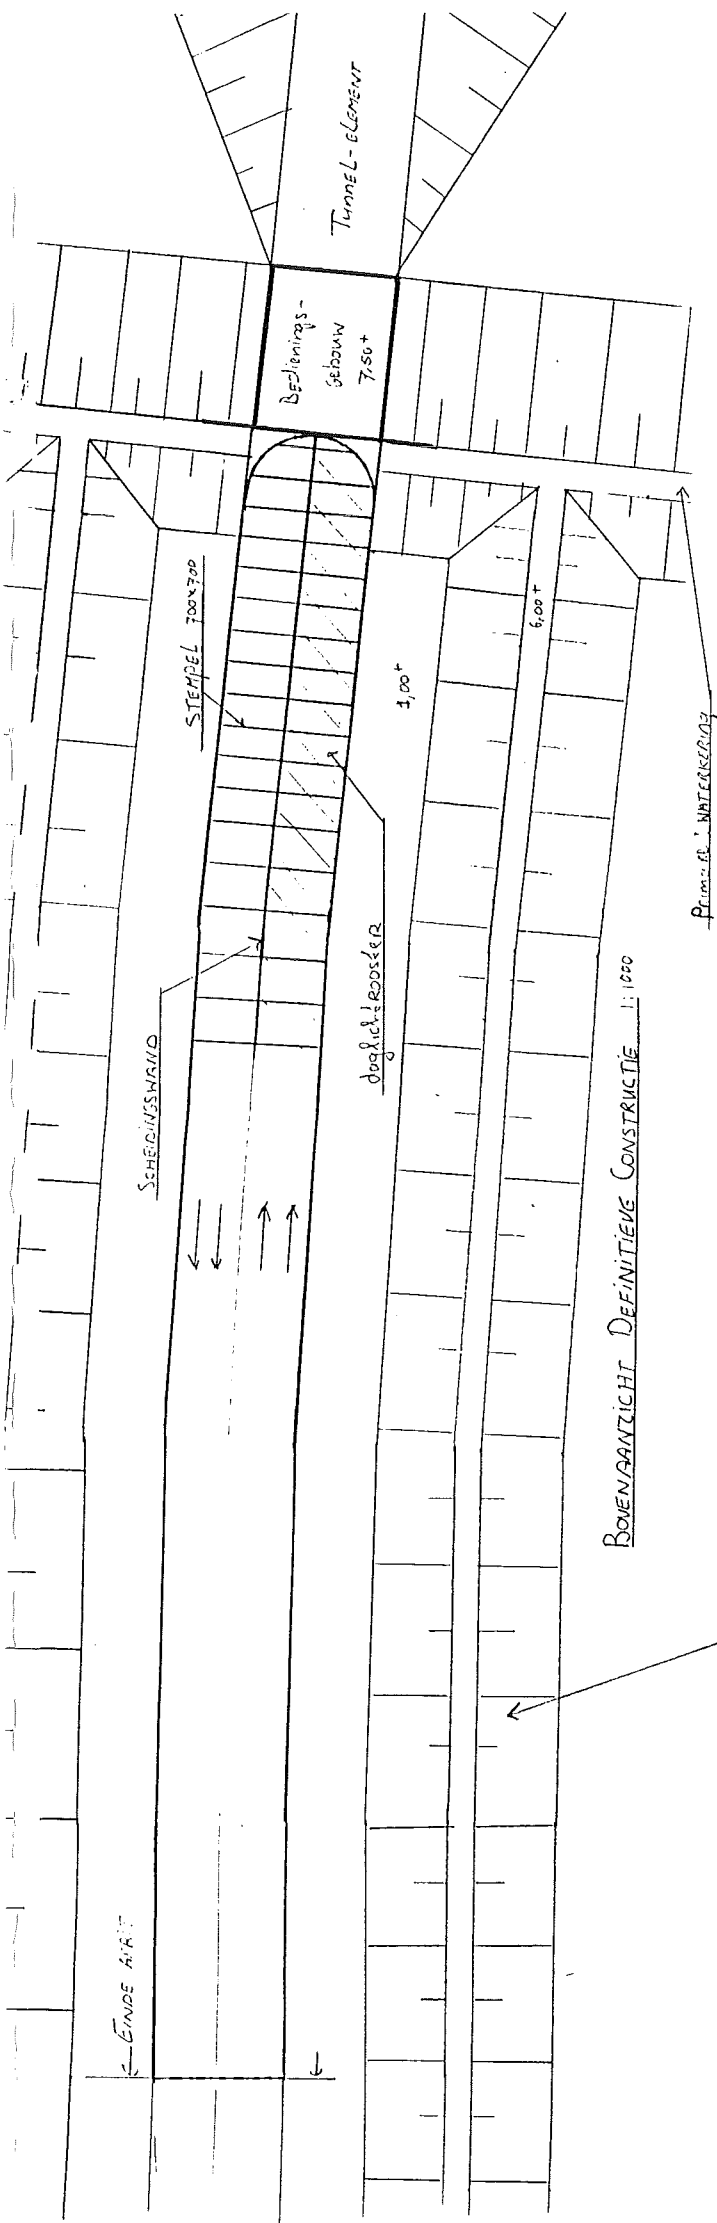 TUNNEL-ELEMENT
Bedienings-
Gebouw
7,50+
STEMPEL 700x700
1,00+
6,00+
SCHEIDINGSWAND
daglichtrooster
Primaire WATERKERING
BOVENAANZICHT DEFINITIEVE CONSTRUCTIE 1:1000
EINDE AFRIT